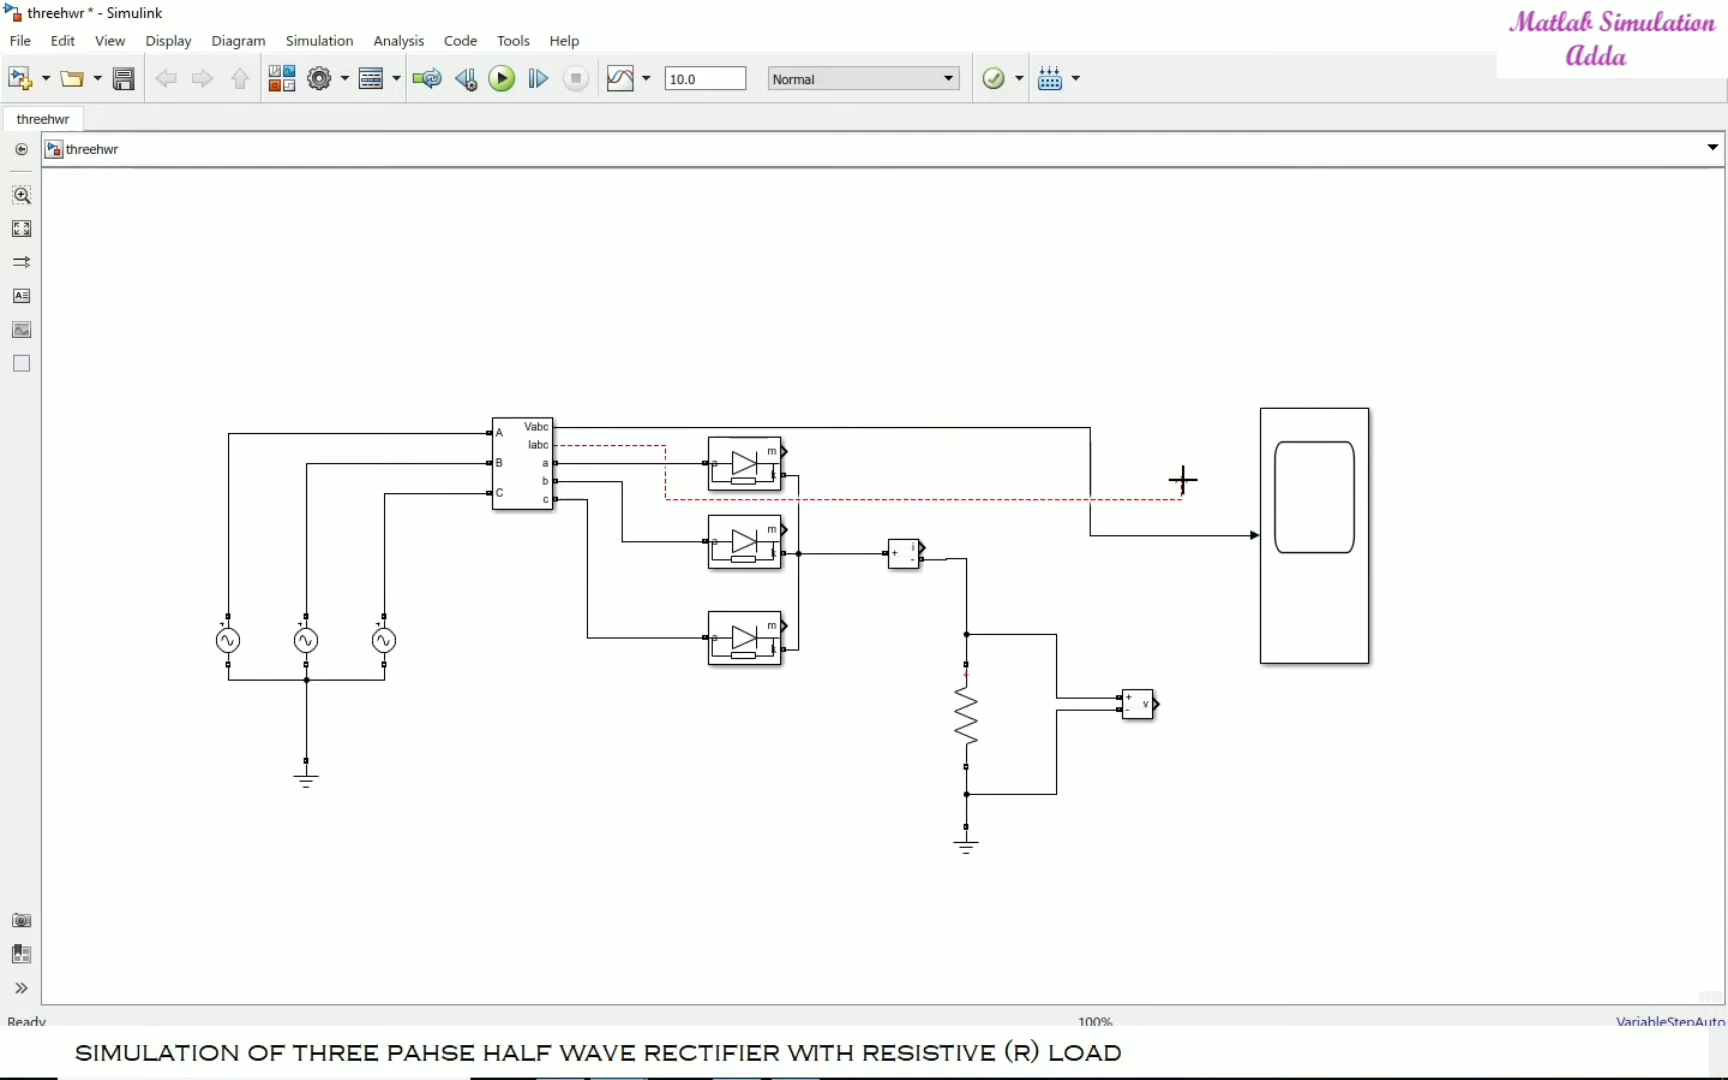 threehwr * - Simulink
Matlab Simulation
Adda
File Edit View Display Diagram Simulation Analysis Code Tools Help
10.0 Normal
threehwr
threehwr
A Vabc
Iabc
B a
b
C c
a m k
a m k
a m k
+ i -
+ - v
+
+
+
+
Ready 100% VariableStepAuto
SIMULATION OF THREE PAHSE HALF WAVE RECTIFIER WITH RESISTIVE (R) LOAD